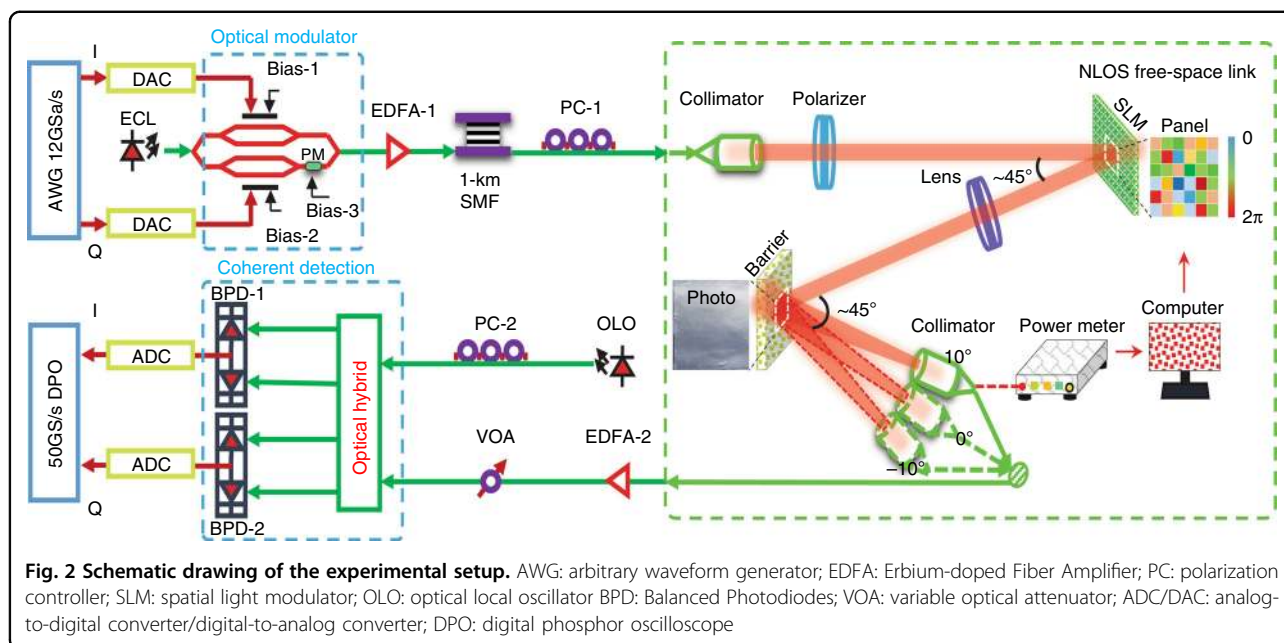 Optical modulator
I
DAC
Bias-1
AWG 12GSa/s
ECL
PM
Bias-3
Bias-2
DAC
Q
EDFA-1
1-km
SMF
PC-1
NLOS free-space link
Collimator
Polarizer
SLM
Panel
0
2π
Lens
~45°
Barrier
Photo
~45°
Computer
Collimator
Power meter
10°
0°
–10°
Coherent detection
I
BPD-1
50GS/s DPO
ADC
ADC
Q
BPD-2
Optical hybrid
PC-2
OLO
VOA
EDFA-2
Fig. 2 Schematic drawing of the experimental setup. AWG: arbitrary waveform generator; EDFA: Erbium-doped Fiber Amplifier; PC: polarization
controller; SLM: spatial light modulator; OLO: optical local oscillator BPD: Balanced Photodiodes; VOA: variable optical attenuator; ADC/DAC: analog-
to-digital converter/digital-to-analog converter; DPO: digital phosphor oscilloscope